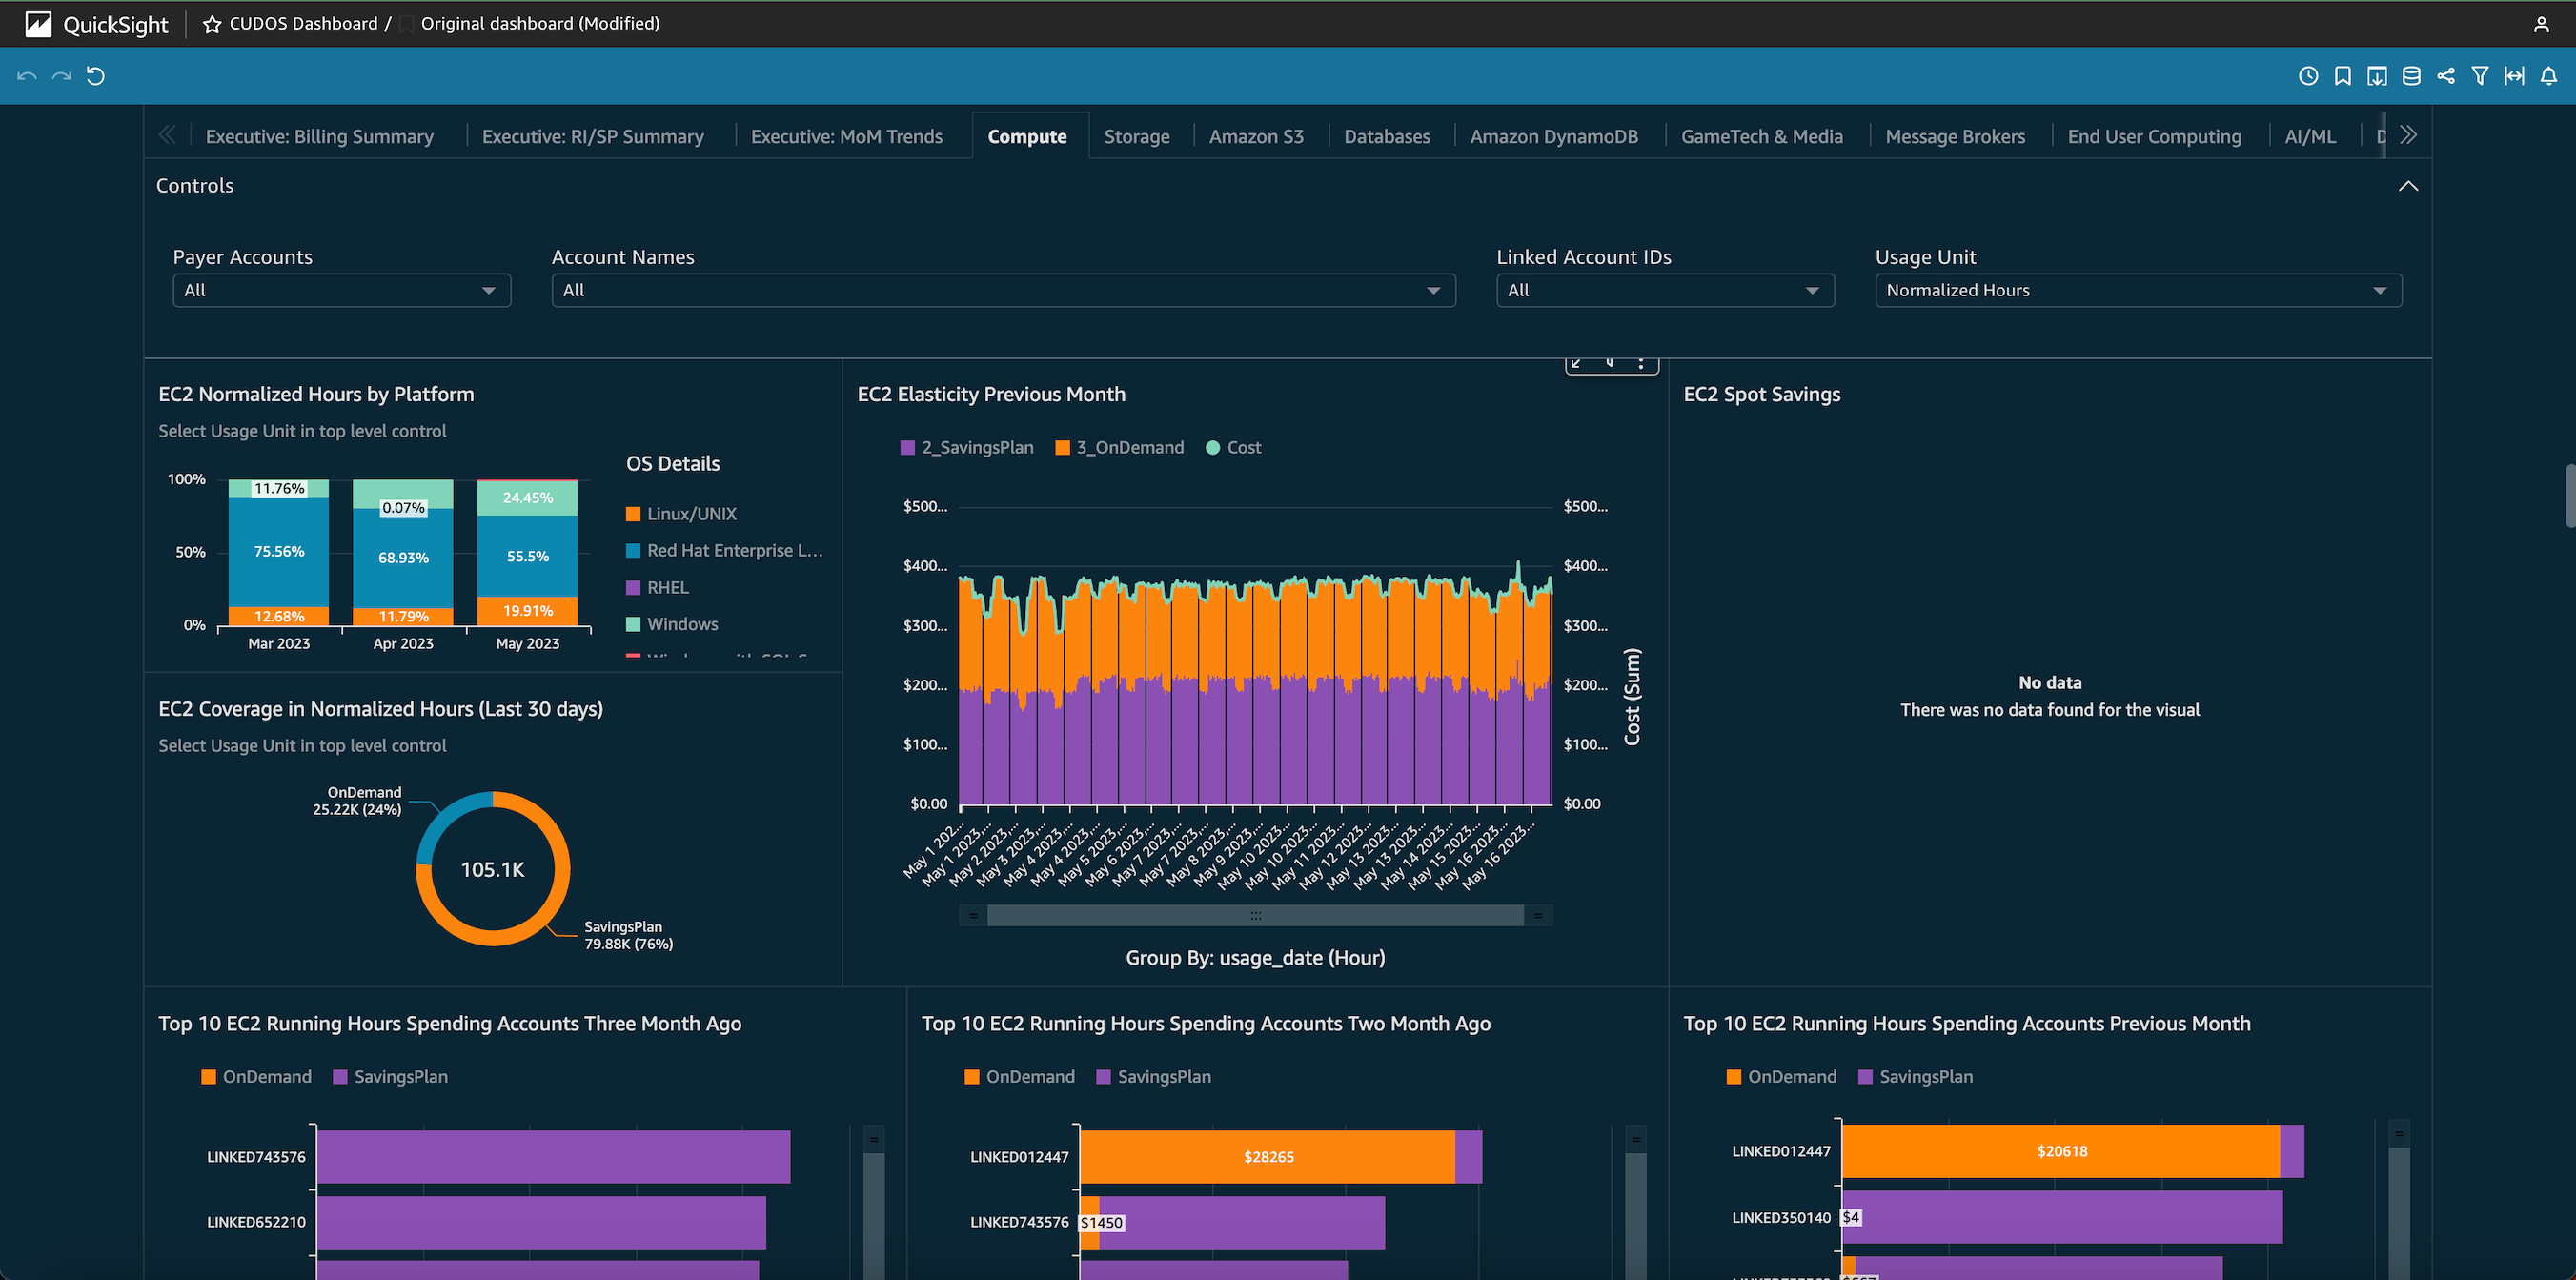 QuickSight
CUDOS Dashboard /
Original dashboard (Modified)
Executive: Billing Summary
Executive: RI/SP Summary
Executive: MoM Trends
Compute
Storage
Amazon S3
Databases
Amazon DynamoDB
GameTech & Media
Message Brokers
End User Computing
AI/ML
Controls
Payer Accounts
All
Account Names
All
Linked Account IDs
All
Usage Unit
Normalized Hours
EC2 Normalized Hours by Platform
Select Usage Unit in top level control
100%
50%
0%
11.76%
75.56%
12.68%
0.07%
68.93%
11.79%
24.45%
55.5%
19.91%
Mar 2023
Apr 2023
May 2023
OS Details
Linux/UNIX
Red Hat Enterprise L...
RHEL
Windows
EC2 Coverage in Normalized Hours (Last 30 days)
Select Usage Unit in top level control
OnDemand
25.22K (24%)
105.1K
SavingsPlan
79.88K (76%)
EC2 Elasticity Previous Month
2_SavingsPlan
3_OnDemand
Cost
$500...
$400...
$300...
$200...
$100...
$0.00
$500...
$400...
$300...
$200...
$100...
$0.00
Cost (Sum)
May 1 202...
May 1 2023,...
May 2 2023,...
May 3 2023,...
May 4 2023,...
May 4 2023,...
May 5 2023,...
May 6 2023,...
May 7 2023,...
May 7 2023,...
May 8 2023,...
May 9 2023,...
May 10 2023...
May 10 2023...
May 11 2023...
May 12 2023...
May 13 2023...
May 13 2023...
May 14 2023...
May 15 2023...
May 16 2023...
May 16 2023...
Group By: usage_date (Hour)
EC2 Spot Savings
No data
There was no data found for the visual
Top 10 EC2 Running Hours Spending Accounts Three Month Ago
OnDemand
SavingsPlan
LINKED743576
LINKED652210
Top 10 EC2 Running Hours Spending Accounts Two Month Ago
OnDemand
SavingsPlan
LINKED012447
$28265
LINKED743576
$1450
Top 10 EC2 Running Hours Spending Accounts Previous Month
OnDemand
SavingsPlan
LINKED012447
$20618
LINKED350140
$4